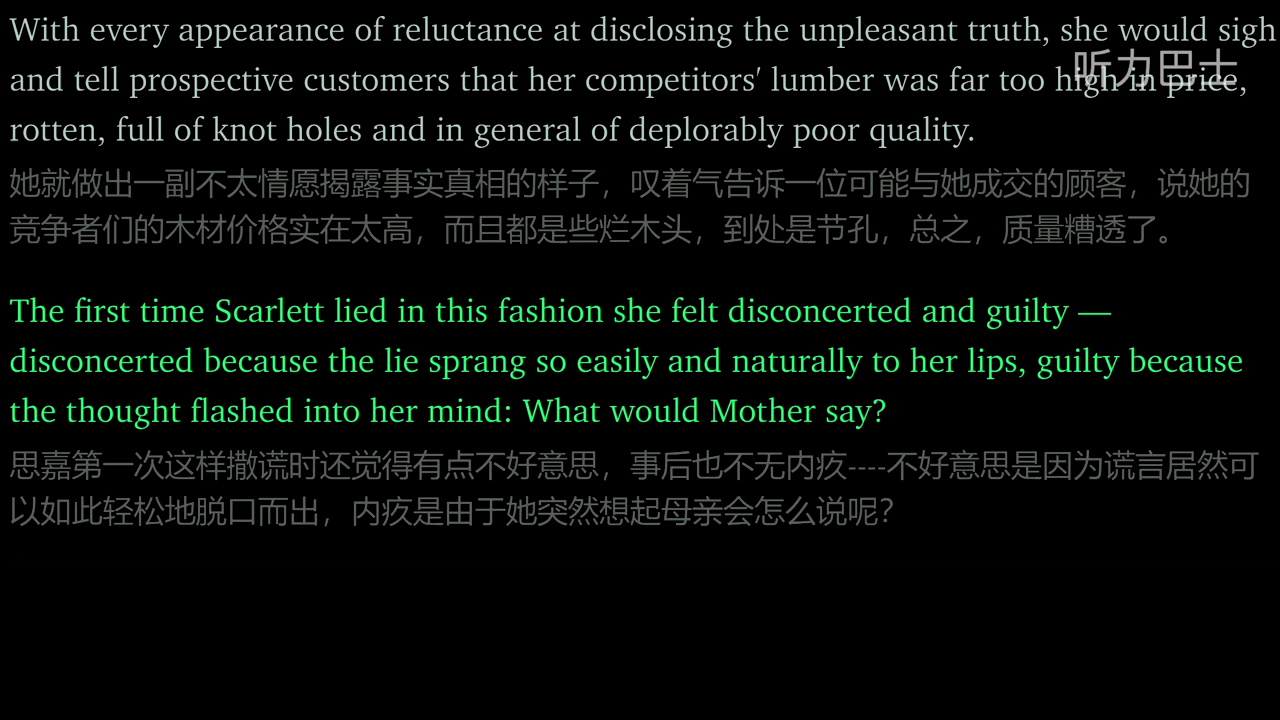 With every appearance of reluctance at disclosing the unpleasant truth, she would sigh
and tell prospective customers that her competitors' lumber was far too high in price,
听力巴士
rotten, full of knot holes and in general of deplorably poor quality.
她就做出一副不太情愿揭露事实真相的样子，叹着气告诉一位可能与她成交的顾客，说她的
竞争者们的木材价格实在太高，而且都是些烂木头，到处是节孔，总之，质量糟透了。
The first time Scarlett lied in this fashion she felt disconcerted and guilty —
disconcerted because the lie sprang so easily and naturally to her lips, guilty because
the thought flashed into her mind: What would Mother say?
思嘉第一次这样撒谎时还觉得有点不好意思，事后也不无内疚----不好意思是因为谎言居然可
以如此轻松地脱口而出，内疚是由于她突然想起母亲会怎么说呢？